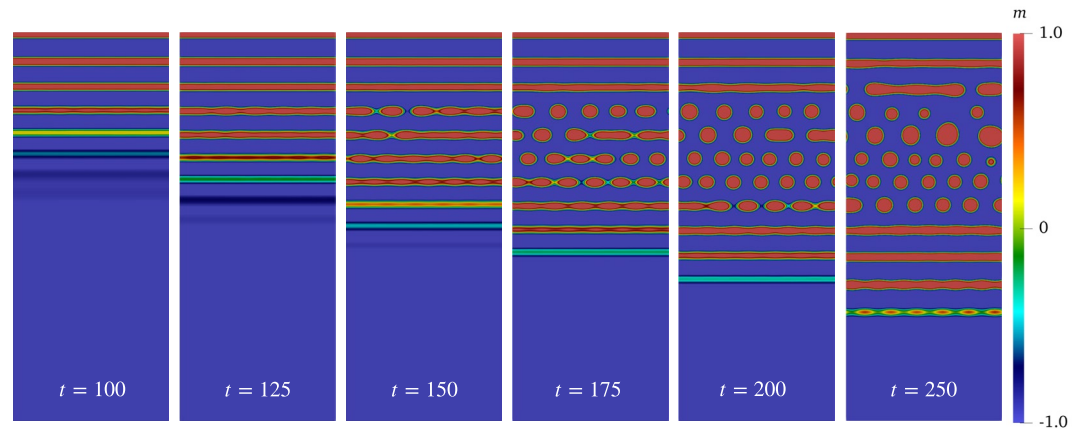 m
1.0
0
-1.0
t = 100
t = 125
t = 150
t = 175
t = 200
t = 250